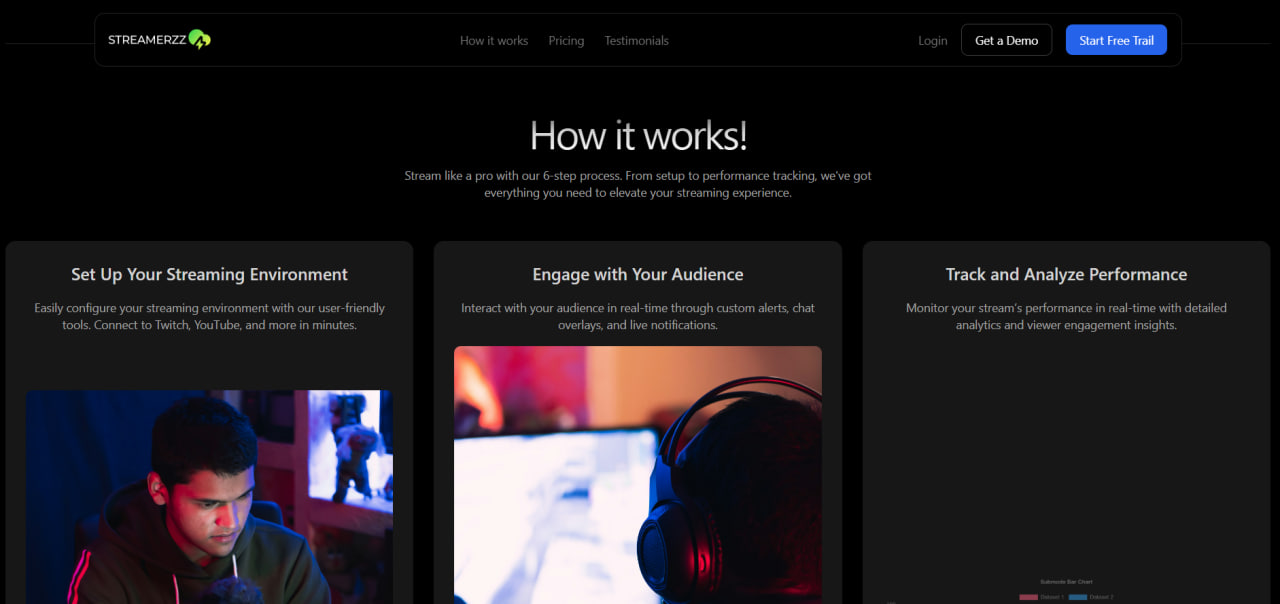 STREAMERZZ
How it works
Pricing
Testimonials
Login
Get a Demo
Start Free Trail
How it works!
Stream like a pro with our 6-step process. From setup to performance tracking, we've got
everything you need to elevate your streaming experience.
Set Up Your Streaming Environment
Easily configure your streaming environment with our user-friendly
tools. Connect to Twitch, YouTube, and more in minutes.
Engage with Your Audience
Interact with your audience in real-time through custom alerts, chat
overlays, and live notifications.
Track and Analyze Performance
Monitor your stream's performance in real-time with detailed
analytics and viewer engagement insights.
Submode Bar Chart
Dataset 1
Dataset 2